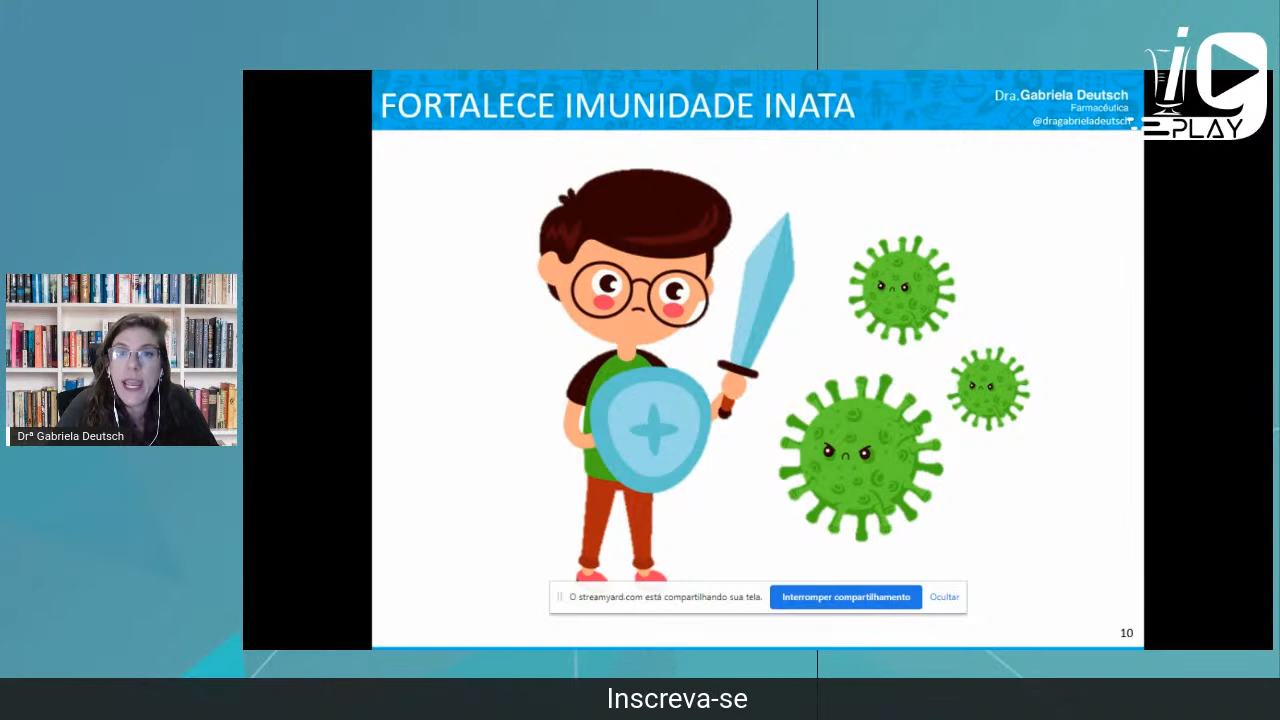 FORTALECE IMUNIDADE INATA
Dra.Gabriela Deutsch
Farmacêutica
@dragabrieladeutsch
iG
PLAY
Drª Gabriela Deutsch
O streamyard.com está compartilhando sua tela.
Interromper compartilhamento
Ocultar
10
Inscreva-se